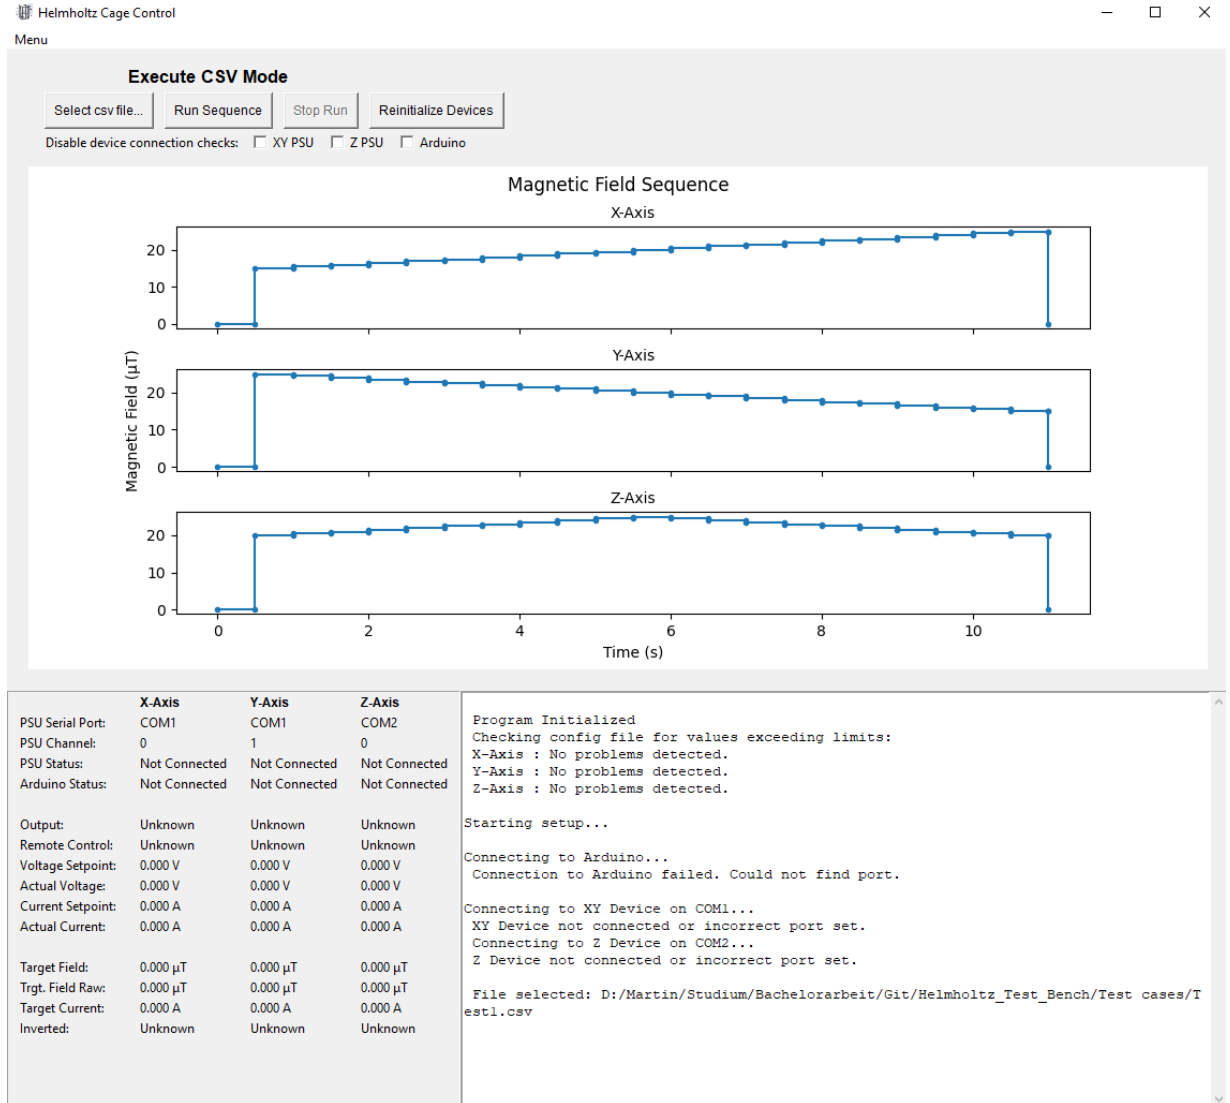 Helmholtz Cage Control
Menu
Execute CSV Mode
Select csv file... Run Sequence Stop Run Reinitialize Devices
Disable device connection checks: XY PSU Z PSU Arduino
Magnetic Field Sequence
X-Axis
20
10
0
Y-Axis
20
10
0
Magnetic Field (µT)
Z-Axis
20
10
0
0 2 4 6 8 10
Time (s)
X-Axis Y-Axis Z-Axis
PSU Serial Port: COM1 COM1 COM2
PSU Channel: 0 1 0
PSU Status: Not Connected Not Connected Not Connected
Arduino Status: Not Connected Not Connected Not Connected
Output: Unknown Unknown Unknown
Remote Control: Unknown Unknown Unknown
Voltage Setpoint: 0.000 V 0.000 V 0.000 V
Actual Voltage: 0.000 V 0.000 V 0.000 V
Current Setpoint: 0.000 A 0.000 A 0.000 A
Actual Current: 0.000 A 0.000 A 0.000 A
Target Field: 0.000 µT 0.000 µT 0.000 µT
Trgt. Field Raw: 0.000 µT 0.000 µT 0.000 µT
Target Current: 0.000 A 0.000 A 0.000 A
Inverted: Unknown Unknown Unknown
Program Initialized
Checking config file for values exceeding limits:
X-Axis : No problems detected.
Y-Axis : No problems detected.
Z-Axis : No problems detected.
Starting setup...
Connecting to Arduino...
Connection to Arduino failed. Could not find port.
Connecting to XY Device on COM1...
XY Device not connected or incorrect port set.
Connecting to Z Device on COM2...
Z Device not connected or incorrect port set.
File selected: D:/Martin/Studium/Bachelorarbeit/Git/Helmholtz_Test_Bench/Test cases/T
est1.csv